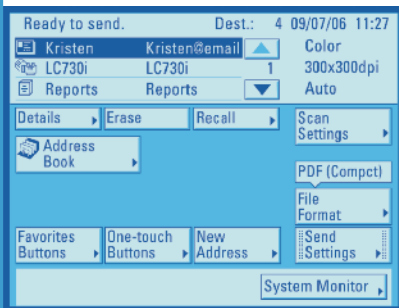 Ready to send. Dest.: 4 09/07/06 11:27
Kristen Kristen@email Color
LC730i LC730i 1 300x300dpi
Reports Reports Auto
Details Erase Recall Scan Settings
Address Book
PDF (Compct)
File Format
Favorites Buttons One-touch Buttons New Address Send Settings
System Monitor